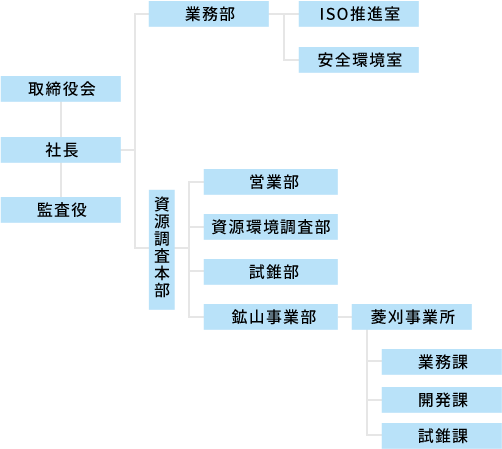 業務部
ISO推進室
安全環境室
取締役会
社長
監査役
資源調査本部
営業部
資源環境調査部
試錐部
鉱山事業部
菱刈事業所
業務課
開発課
試錐課